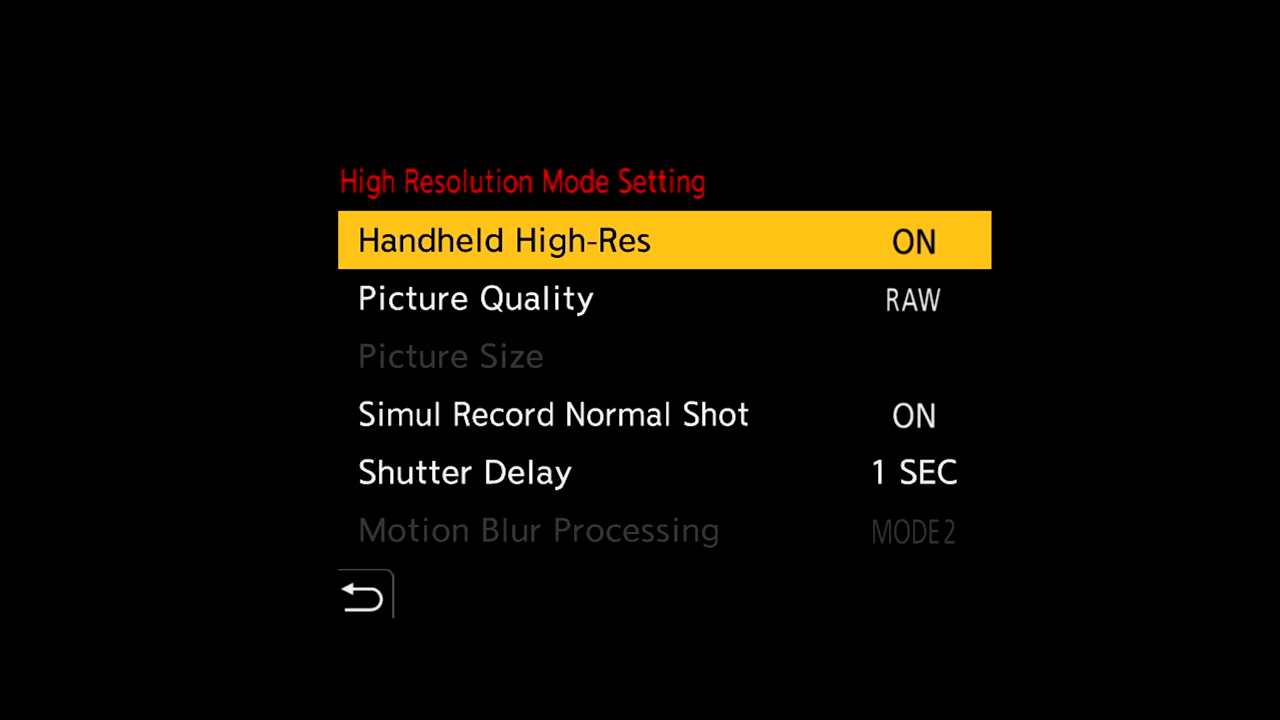 High Resolution Mode Setting
Handheld High-Res ON
Picture Quality RAW
Picture Size
Simul Record Normal Shot ON
Shutter Delay 1 SEC
Motion Blur Processing MODE2